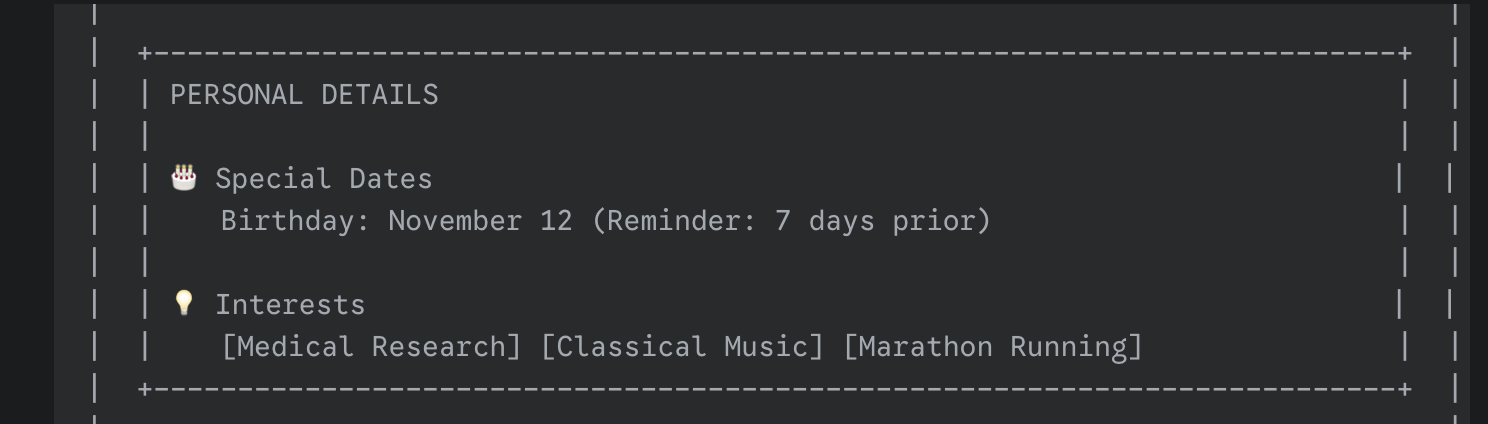 PERSONAL DETAILS
🎂 Special Dates
Birthday: November 12 (Reminder: 7 days prior)
💡 Interests
[Medical Research] [Classical Music] [Marathon Running]